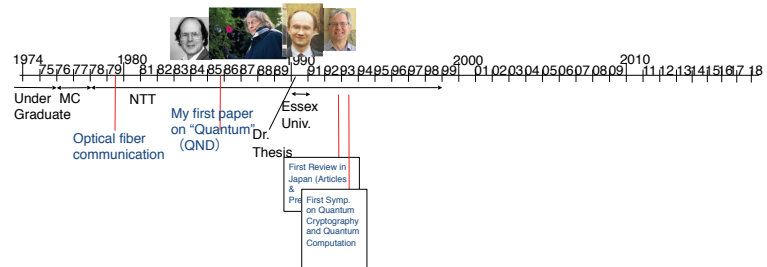 1974
1980
1990
2000
2010
75 76 77 78 79 81 82 83 84 85 86 87 88 89 91 92 93 94 95 96 97 98 99 01 02 03 04 05 06 07 08 09 11 12 13 14 15 16 17 18
Under
Graduate
MC
NTT
Optical fiber
communication
My first paper
on “Quantum”
(QND)
Dr.
Thesis
Essex
Univ.
First Review in
Japan (Articles
&
First Symp.
on Quantum
Cryptography
and Quantum
Computation